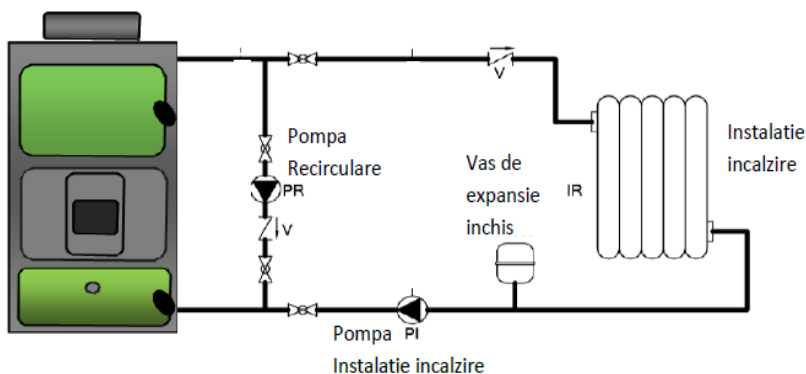 V
Pompa
Recirculare
PR
V
Vas de
expansie
inchis
IR
Instalatie
incalzire
Pompa PI
Instalatie incalzire